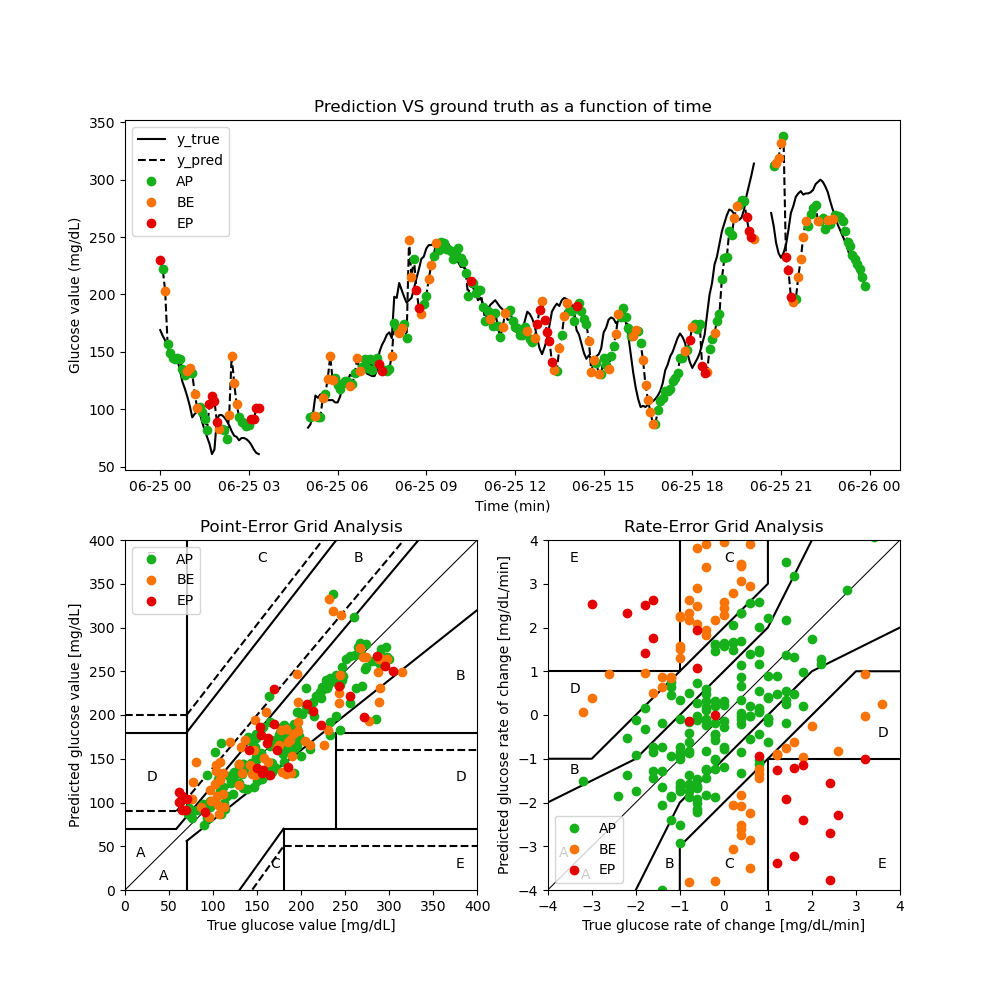 Prediction VS ground truth as a function of time
Glucose value (mg/dL)
350
300
250
200
150
100
50
y_true
y_pred
AP
BE
EP
06-25 00 06-25 03 06-25 06 06-25 09 06-25 12 06-25 15 06-25 18 06-25 21 06-26 00
Time (min)
Point-Error Grid Analysis
Predicted glucose value [mg/dL]
400
350
300
250
200
150
100
50
0
AP
BE
EP
C
B
B
D
D
A
A
C
E
0 50 100 150 200 250 300 350 400
True glucose value [mg/dL]
Rate-Error Grid Analysis
Predicted glucose rate of change [mg/dL/min]
4
3
2
1
0
−1
−2
−3
−4
E
C
D
D
B
A
A
B
C
E
AP
BE
EP
−4 −3 −2 −1 0 1 2 3 4
True glucose rate of change [mg/dL/min]